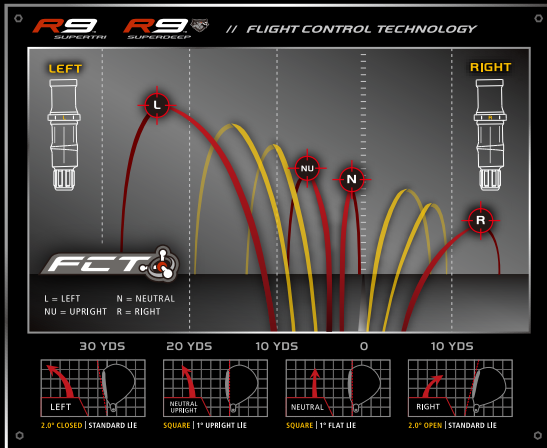 R9 SUPERTRI R9 SUPERDEEP // FLIGHT CONTROL TECHNOLOGY
LEFT RIGHT
L NU N R
FCT
L = LEFT N = NEUTRAL
NU = UPRIGHT R = RIGHT
30 YDS 20 YDS 10 YDS 0 10 YDS
LEFT NEUTRAL UPRIGHT NEUTRAL RIGHT
2.0° CLOSED | STANDARD LIE SQUARE | 1° UPRIGHT LIE SQUARE | 1° FLAT LIE 2.0° OPEN | STANDARD LIE